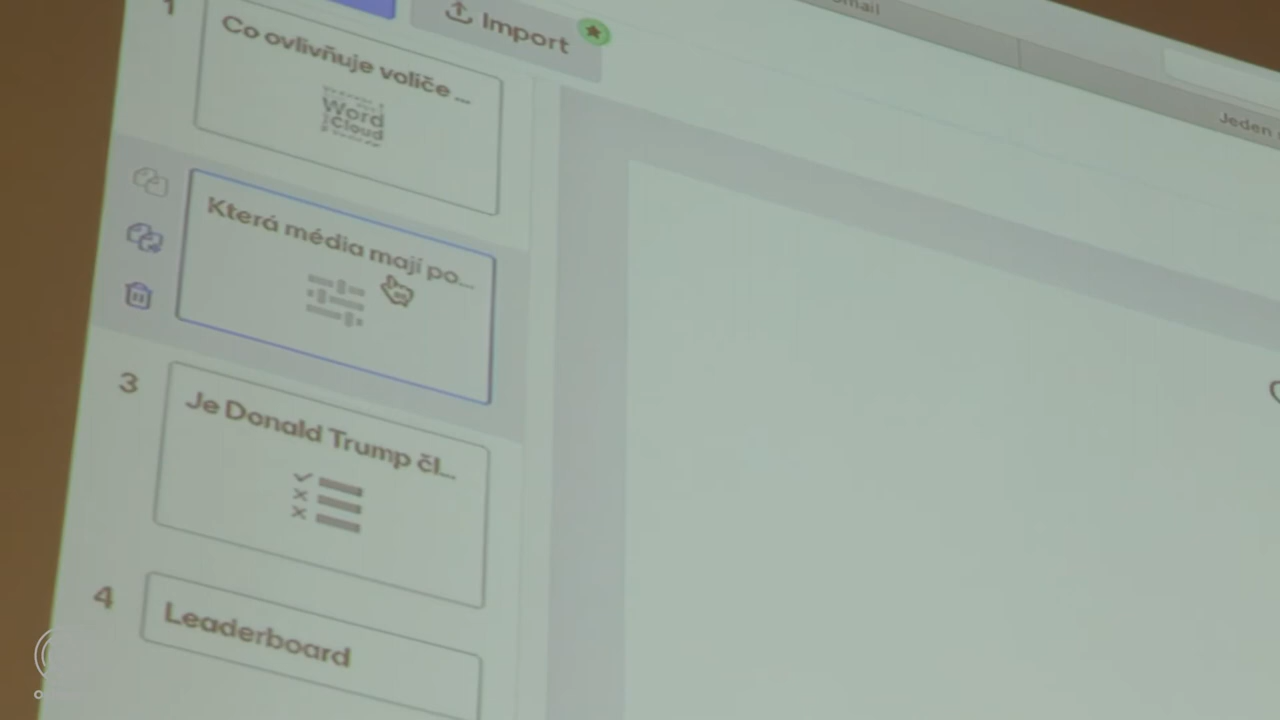 Import
Jeden
1
Co ovlivňuje voliče ...
Word
Cloud
Která média mají po...
3
Je Donald Trump čl...
4
Leaderboard